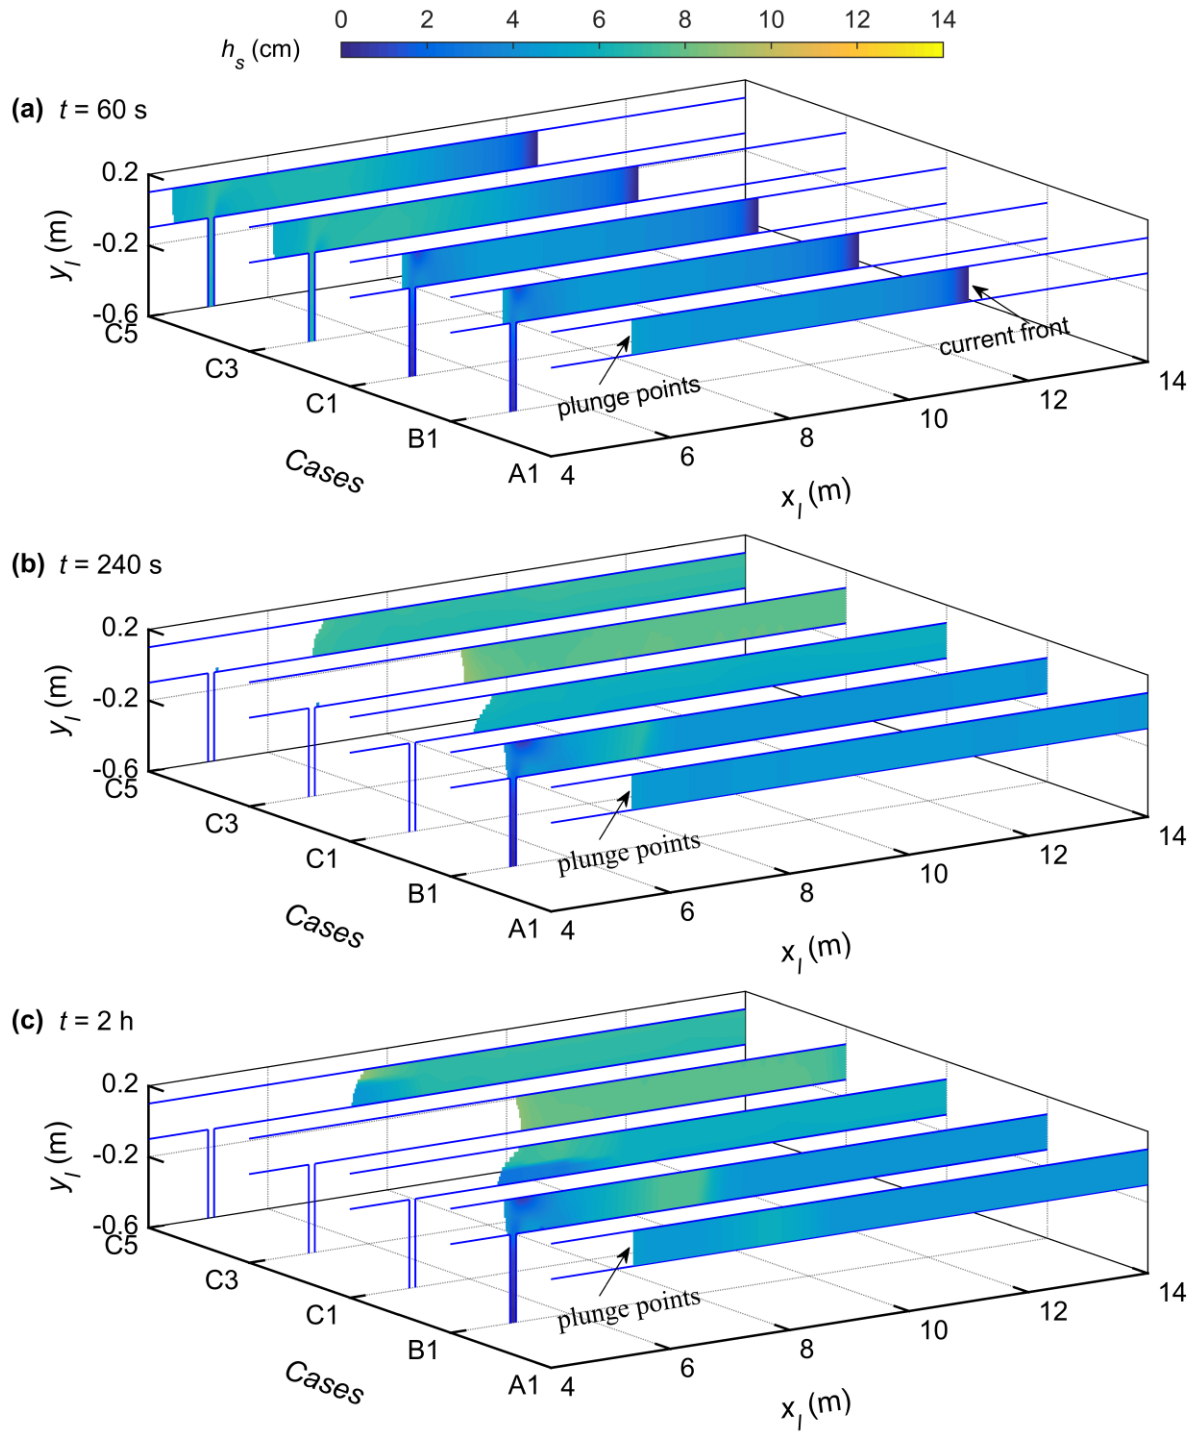 0 2 4 6 8 10 12 14
h_s (cm)
(a) t = 60 s
0.2
-0.2
-0.6
y_l (m)
C5
C3
C1
B1
A1
Cases
4 6 8 10 12 14
x_l (m)
plunge points
current front
(b) t = 240 s
0.2
-0.2
-0.6
y_l (m)
C5
C3
C1
B1
A1
Cases
4 6 8 10 12 14
x_l (m)
plunge points
(c) t = 2 h
0.2
-0.2
-0.6
y_l (m)
C5
C3
C1
B1
A1
Cases
4 6 8 10 12 14
x_l (m)
plunge points